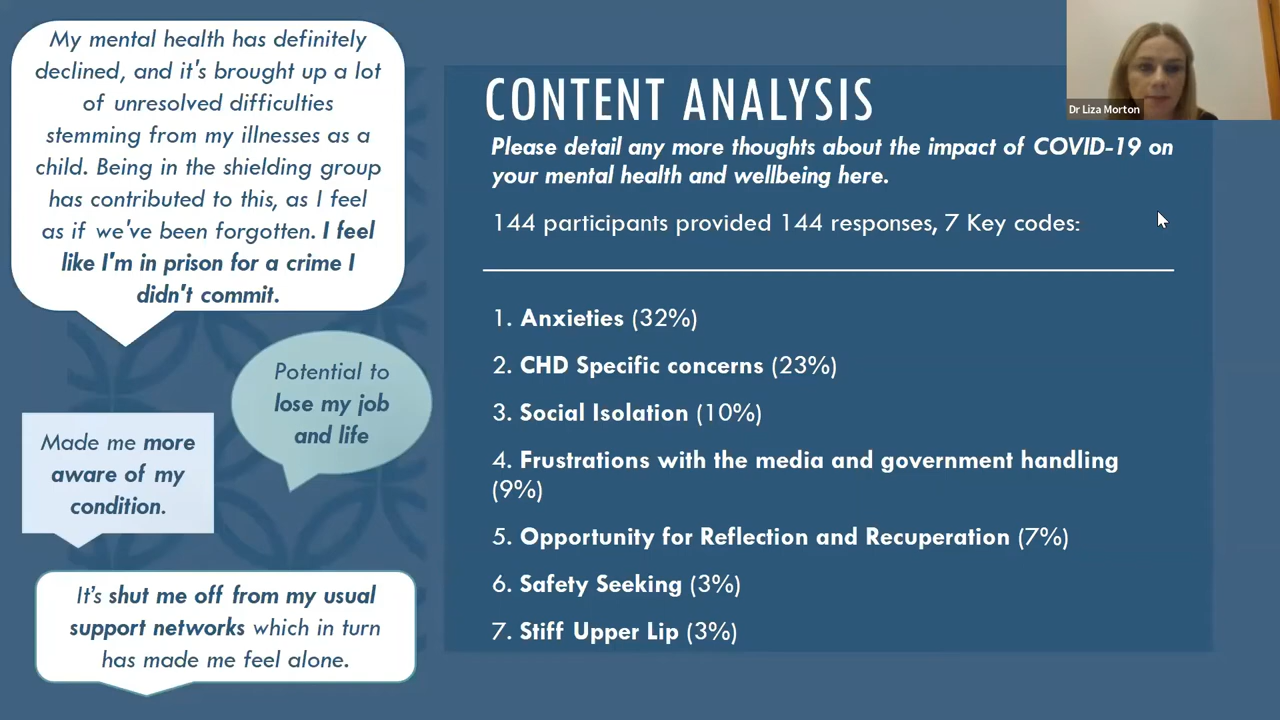 My mental health has definitely
declined, and it's brought up a lot
of unresolved difficulties
stemming from my illnesses as a
child. Being in the shielding group
has contributed to this, as I feel
as if we've been forgotten. I feel
like I'm in prison for a crime I
didn't commit.
Potential to
lose my job
and life
Made me more
aware of my
condition.
It's shut me off from my usual
support networks which in turn
has made me feel alone.
CONTENT ANALYSIS
Please detail any more thoughts about the impact of COVID-19 on
your mental health and wellbeing here.
144 participants provided 144 responses, 7 Key codes:
1. Anxieties (32%)
2. CHD Specific concerns (23%)
3. Social Isolation (10%)
4. Frustrations with the media and government handling
(9%)
5. Opportunity for Reflection and Recuperation (7%)
6. Safety Seeking (3%)
7. Stiff Upper Lip (3%)
Dr Liza Morton